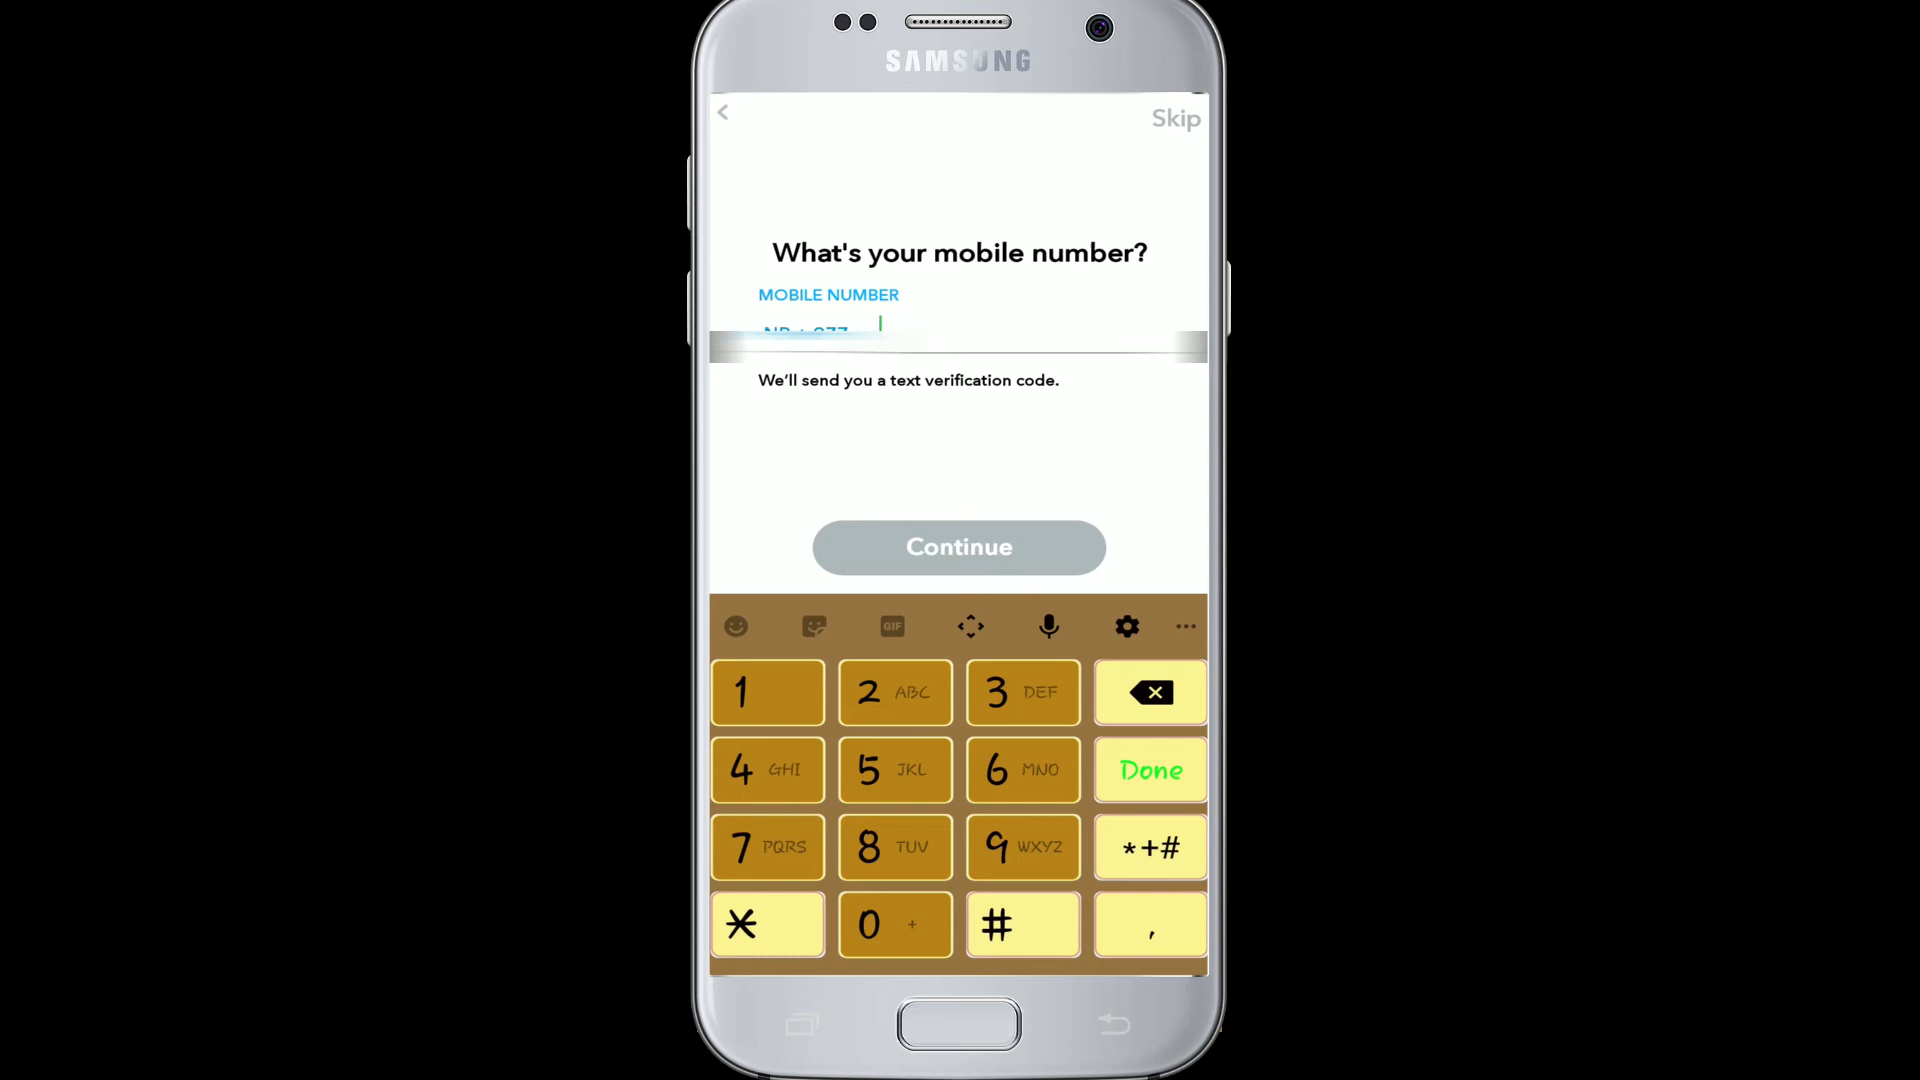 SAMSUNG
Skip
What's your mobile number?
MOBILE NUMBER
We'll send you a text verification code.
Continue
GIF
1
2 ABC
3 DEF
4 GHI
5 JKL
6 MNO
Done
7 PQRS
8 TUV
9 WXYZ
*+#
*
0 +
#
,